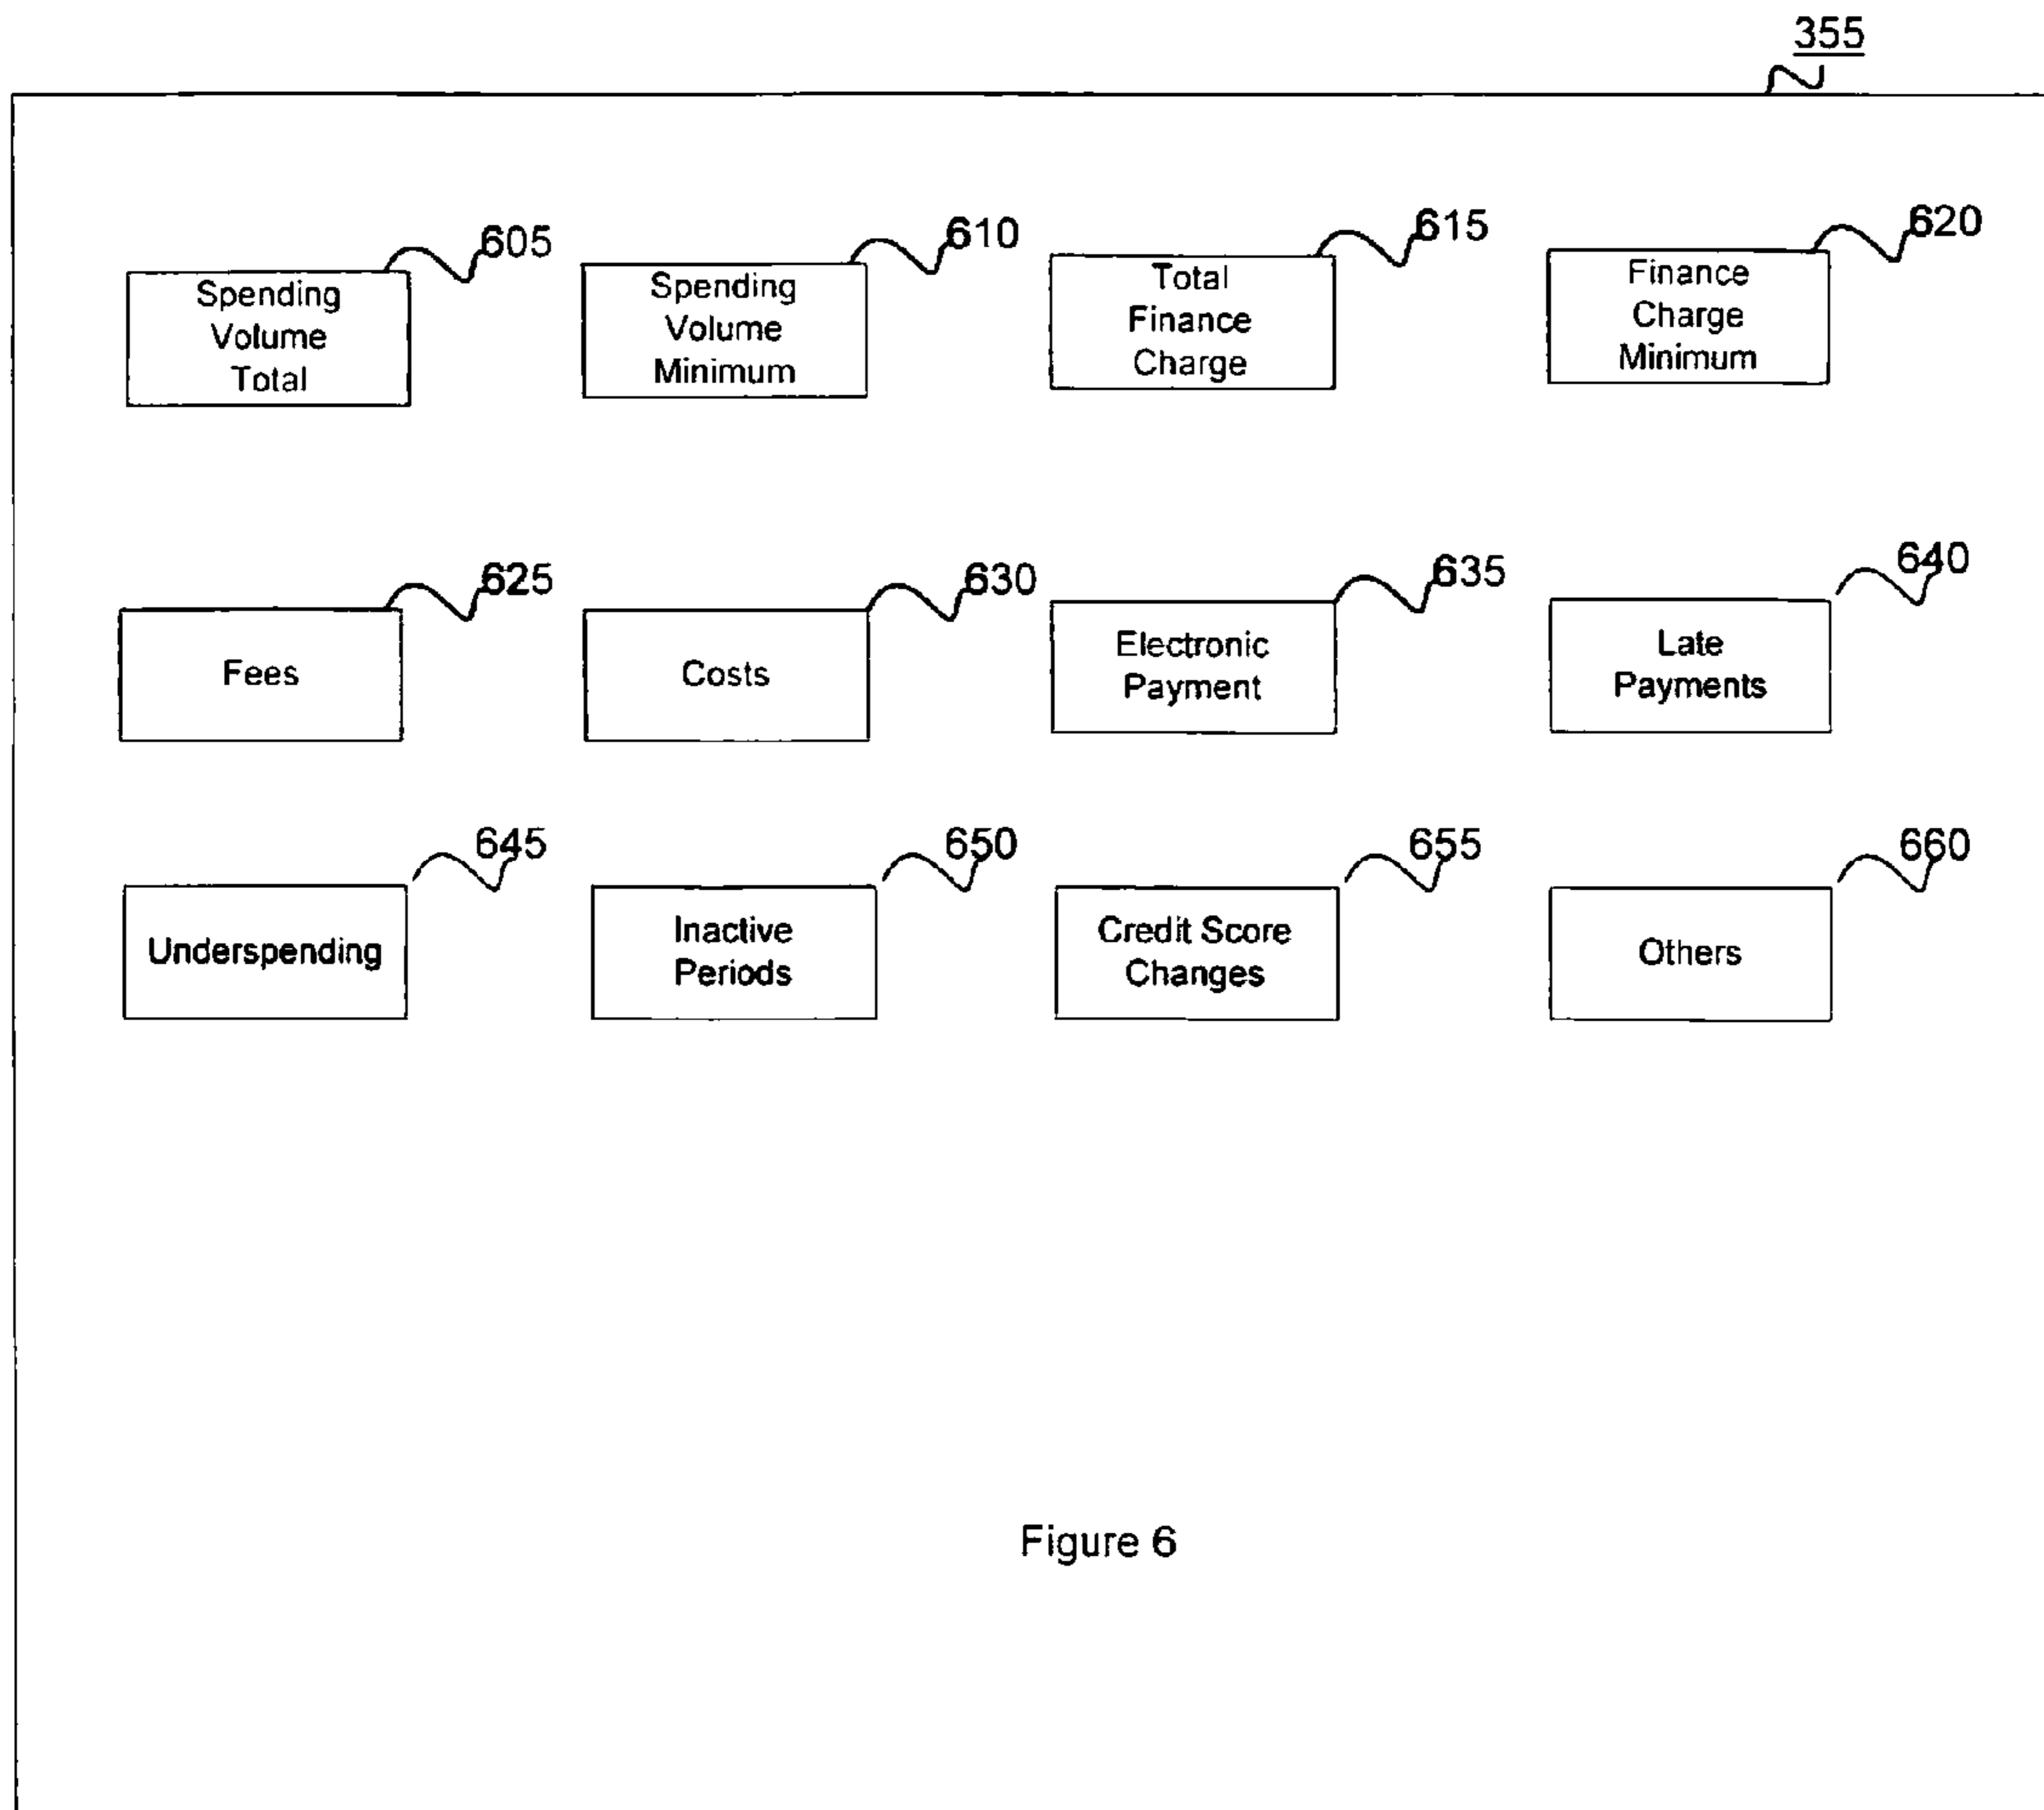 355
605
Spending
Volume
Total
610
Spending
Volume
Minimum
615
Total
Finance
Charge
620
Finance
Charge
Minimum
625
Fees
630
Costs
635
Electronic
Payment
640
Late
Payments
645
Underspending
650
Inactive
Periods
655
Credit Score
Changes
660
Others
Figure 6